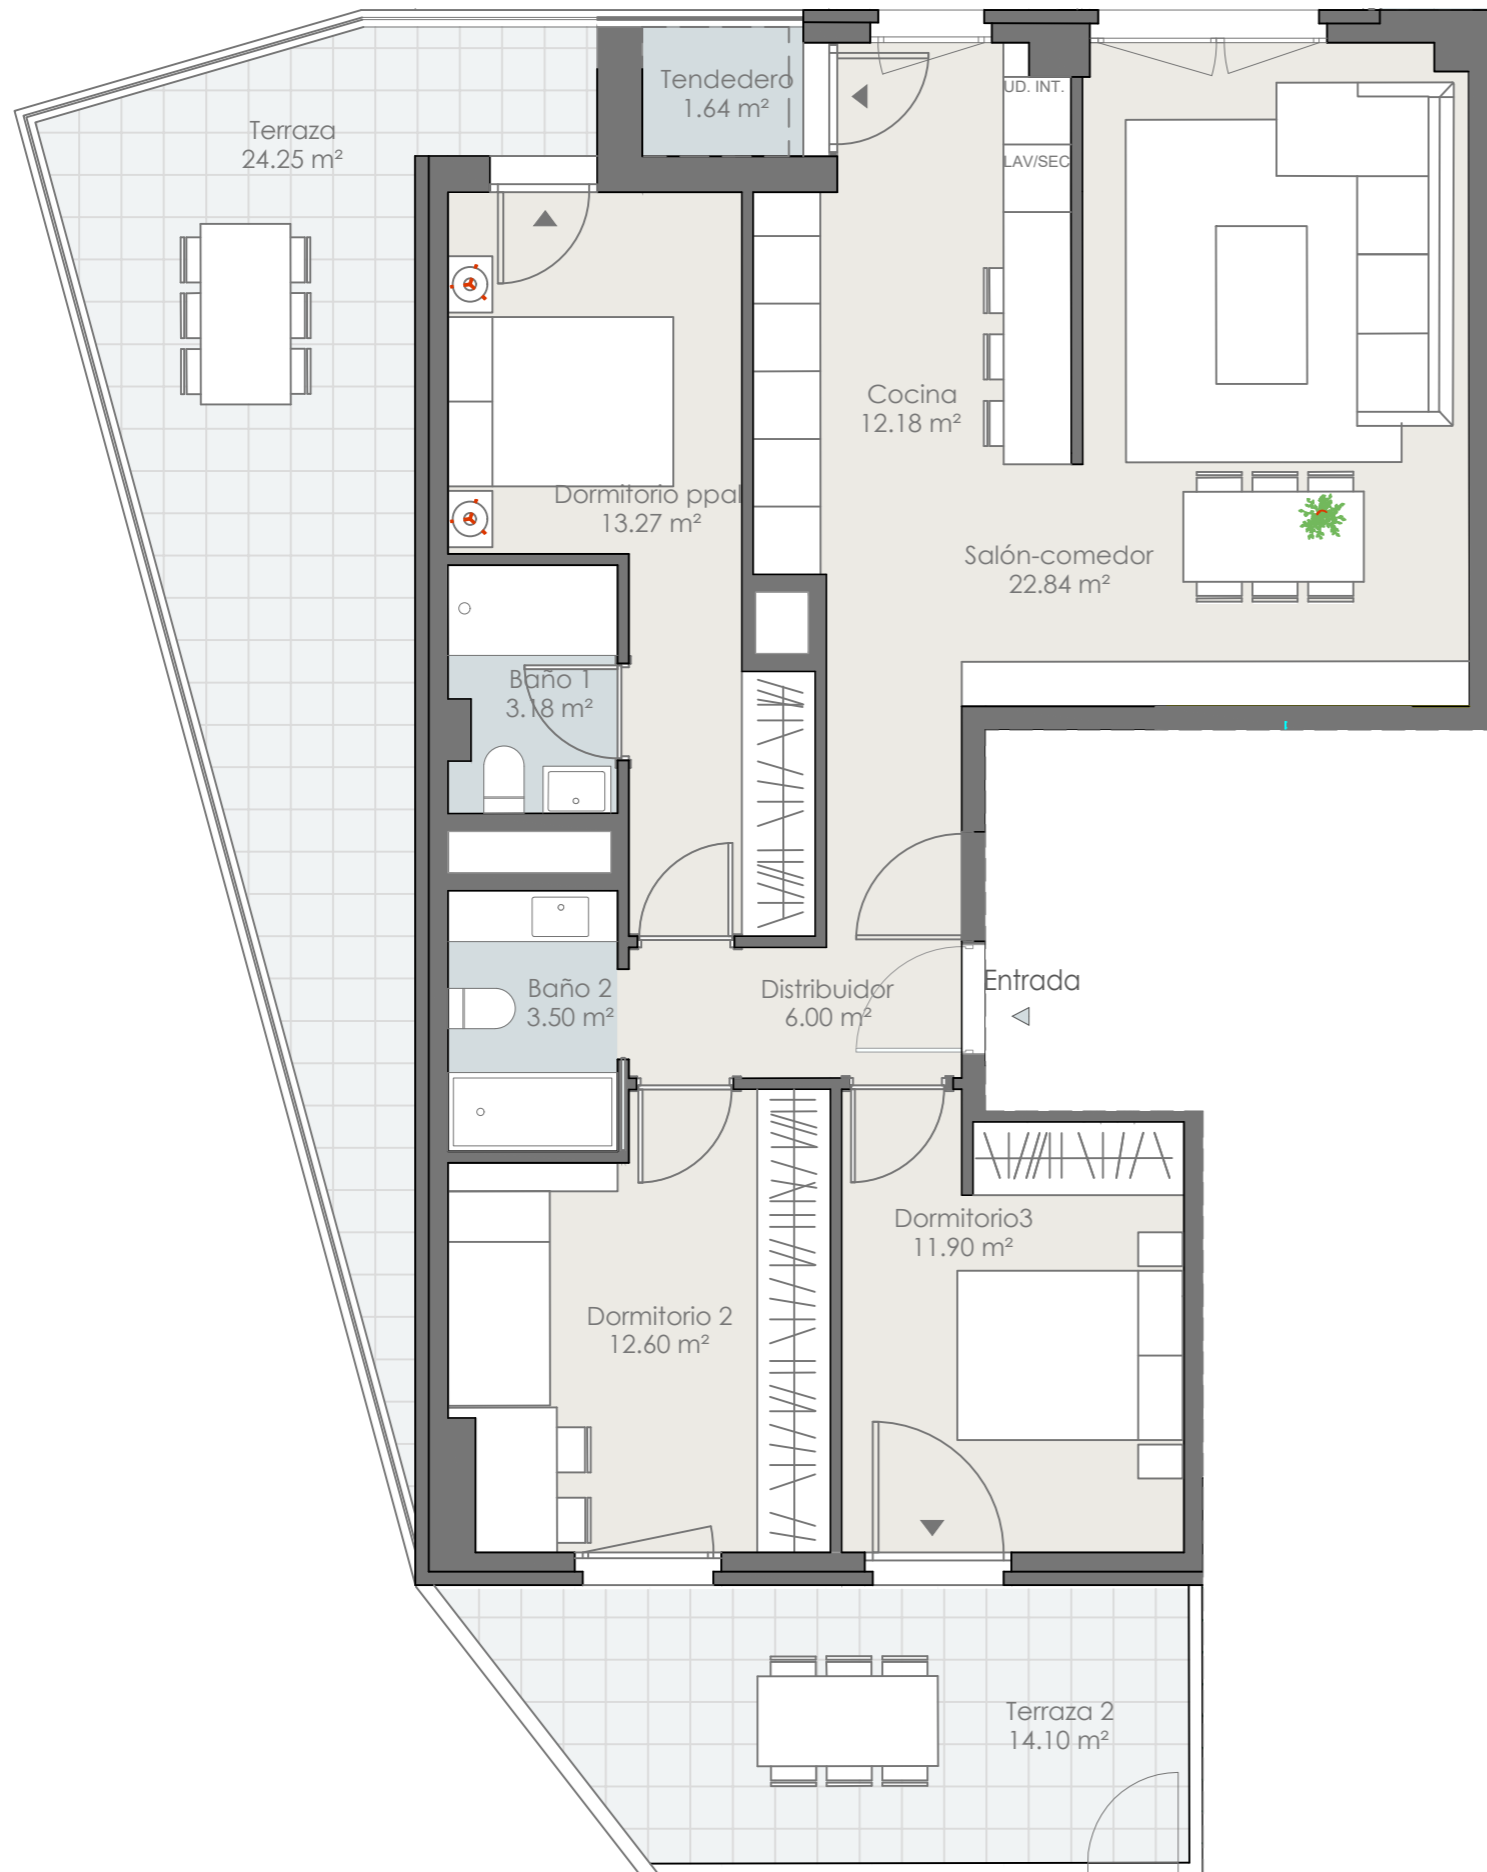 Tendedero
1.64 m²
UD. INT.
Terraza
24.25 m²
LAV/SEC
Cocina
12.18 m²
Dormitorio ppal
13.27 m²
Salón-comedor
22.84 m²
Baño 1
3.18 m²
Baño 2
3.50 m²
Distribuidor
6.00 m²
Entrada
Dormitorio3
11.90 m²
Dormitorio 2
12.60 m²
Terraza 2
14.10 m²